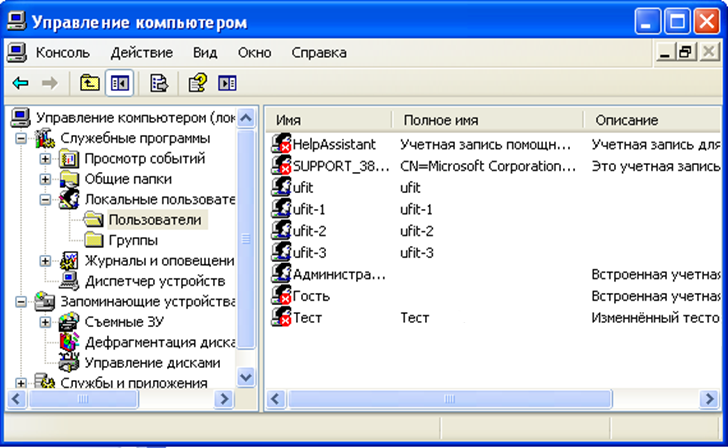 Управление компьютером
Консоль Действие Вид Окно Справка
Управление компьютером (лок
Служебные программы
Просмотр событий
Общие папки
Локальные пользовате
Пользователи
Группы
Журналы и оповещени
Диспетчер устройств
Запоминающие устройства
Съемные ЗУ
Дефрагментация диска
Управление дисками
Службы и приложения
Имя Полное имя Описание
HelpAssistant Учетная запись помощн... Учетная запись для
SUPPORT_38... CN=Microsoft Corporation... Это учетная запись
ufit ufit
ufit-1 ufit-1
ufit-2 ufit-2
ufit-3 ufit-3
Администра... Встроенная учетная
Гость Встроенная учетная
Тест Тест Изменнённый тесто